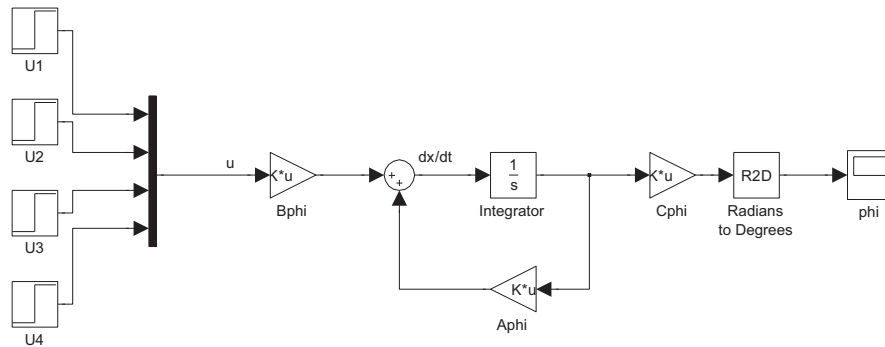 U1
U2
U3
U4
u
K*u
Bphi
+
+
dx/dt
1
s
Integrator
K*u
Aphi
K*u
Cphi
R2D
Radians
to Degrees
phi